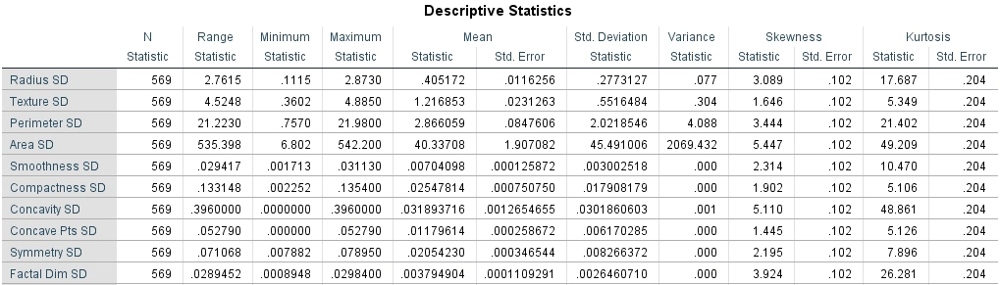 Descriptive Statistics
N Range Minimum Maximum Mean Std. Deviation Variance Skewness Kurtosis
Statistic Statistic Statistic Statistic Statistic Std. Error Statistic Statistic Statistic Std. Error Statistic Std. Error
Radius SD 569 2.7615 .1115 2.8730 .405172 .0116256 .2773127 .077 3.089 .102 17.687 .204
Texture SD 569 4.5248 .3602 4.8850 1.216853 .0231263 .5516484 .304 1.646 .102 5.349 .204
Perimeter SD 569 21.2230 .7570 21.9800 2.866059 .0847606 2.0218546 4.088 3.444 .102 21.402 .204
Area SD 569 535.398 6.802 542.200 40.33708 1.907082 45.491006 2069.432 5.447 .102 49.209 .204
Smoothness SD 569 .029417 .001713 .031130 .00704098 .000125872 .003002518 .000 2.314 .102 10.470 .204
Compactness SD 569 .133148 .002252 .135400 .02547814 .000750750 .017908179 .000 1.902 .102 5.106 .204
Concavity SD 569 .3960000 .0000000 .3960000 .031893716 .0012654655 .0301860603 .001 5.110 .102 48.861 .204
Concave Pts SD 569 .052790 .000000 .052790 .01179614 .000258672 .006170285 .000 1.445 .102 5.126 .204
Symmetry SD 569 .071068 .007882 .078950 .02054230 .000346544 .008266372 .000 2.195 .102 7.896 .204
Factal Dim SD 569 .0289452 .0008948 .0298400 .003794904 .0001109291 .0026460710 .000 3.924 .102 26.281 .204